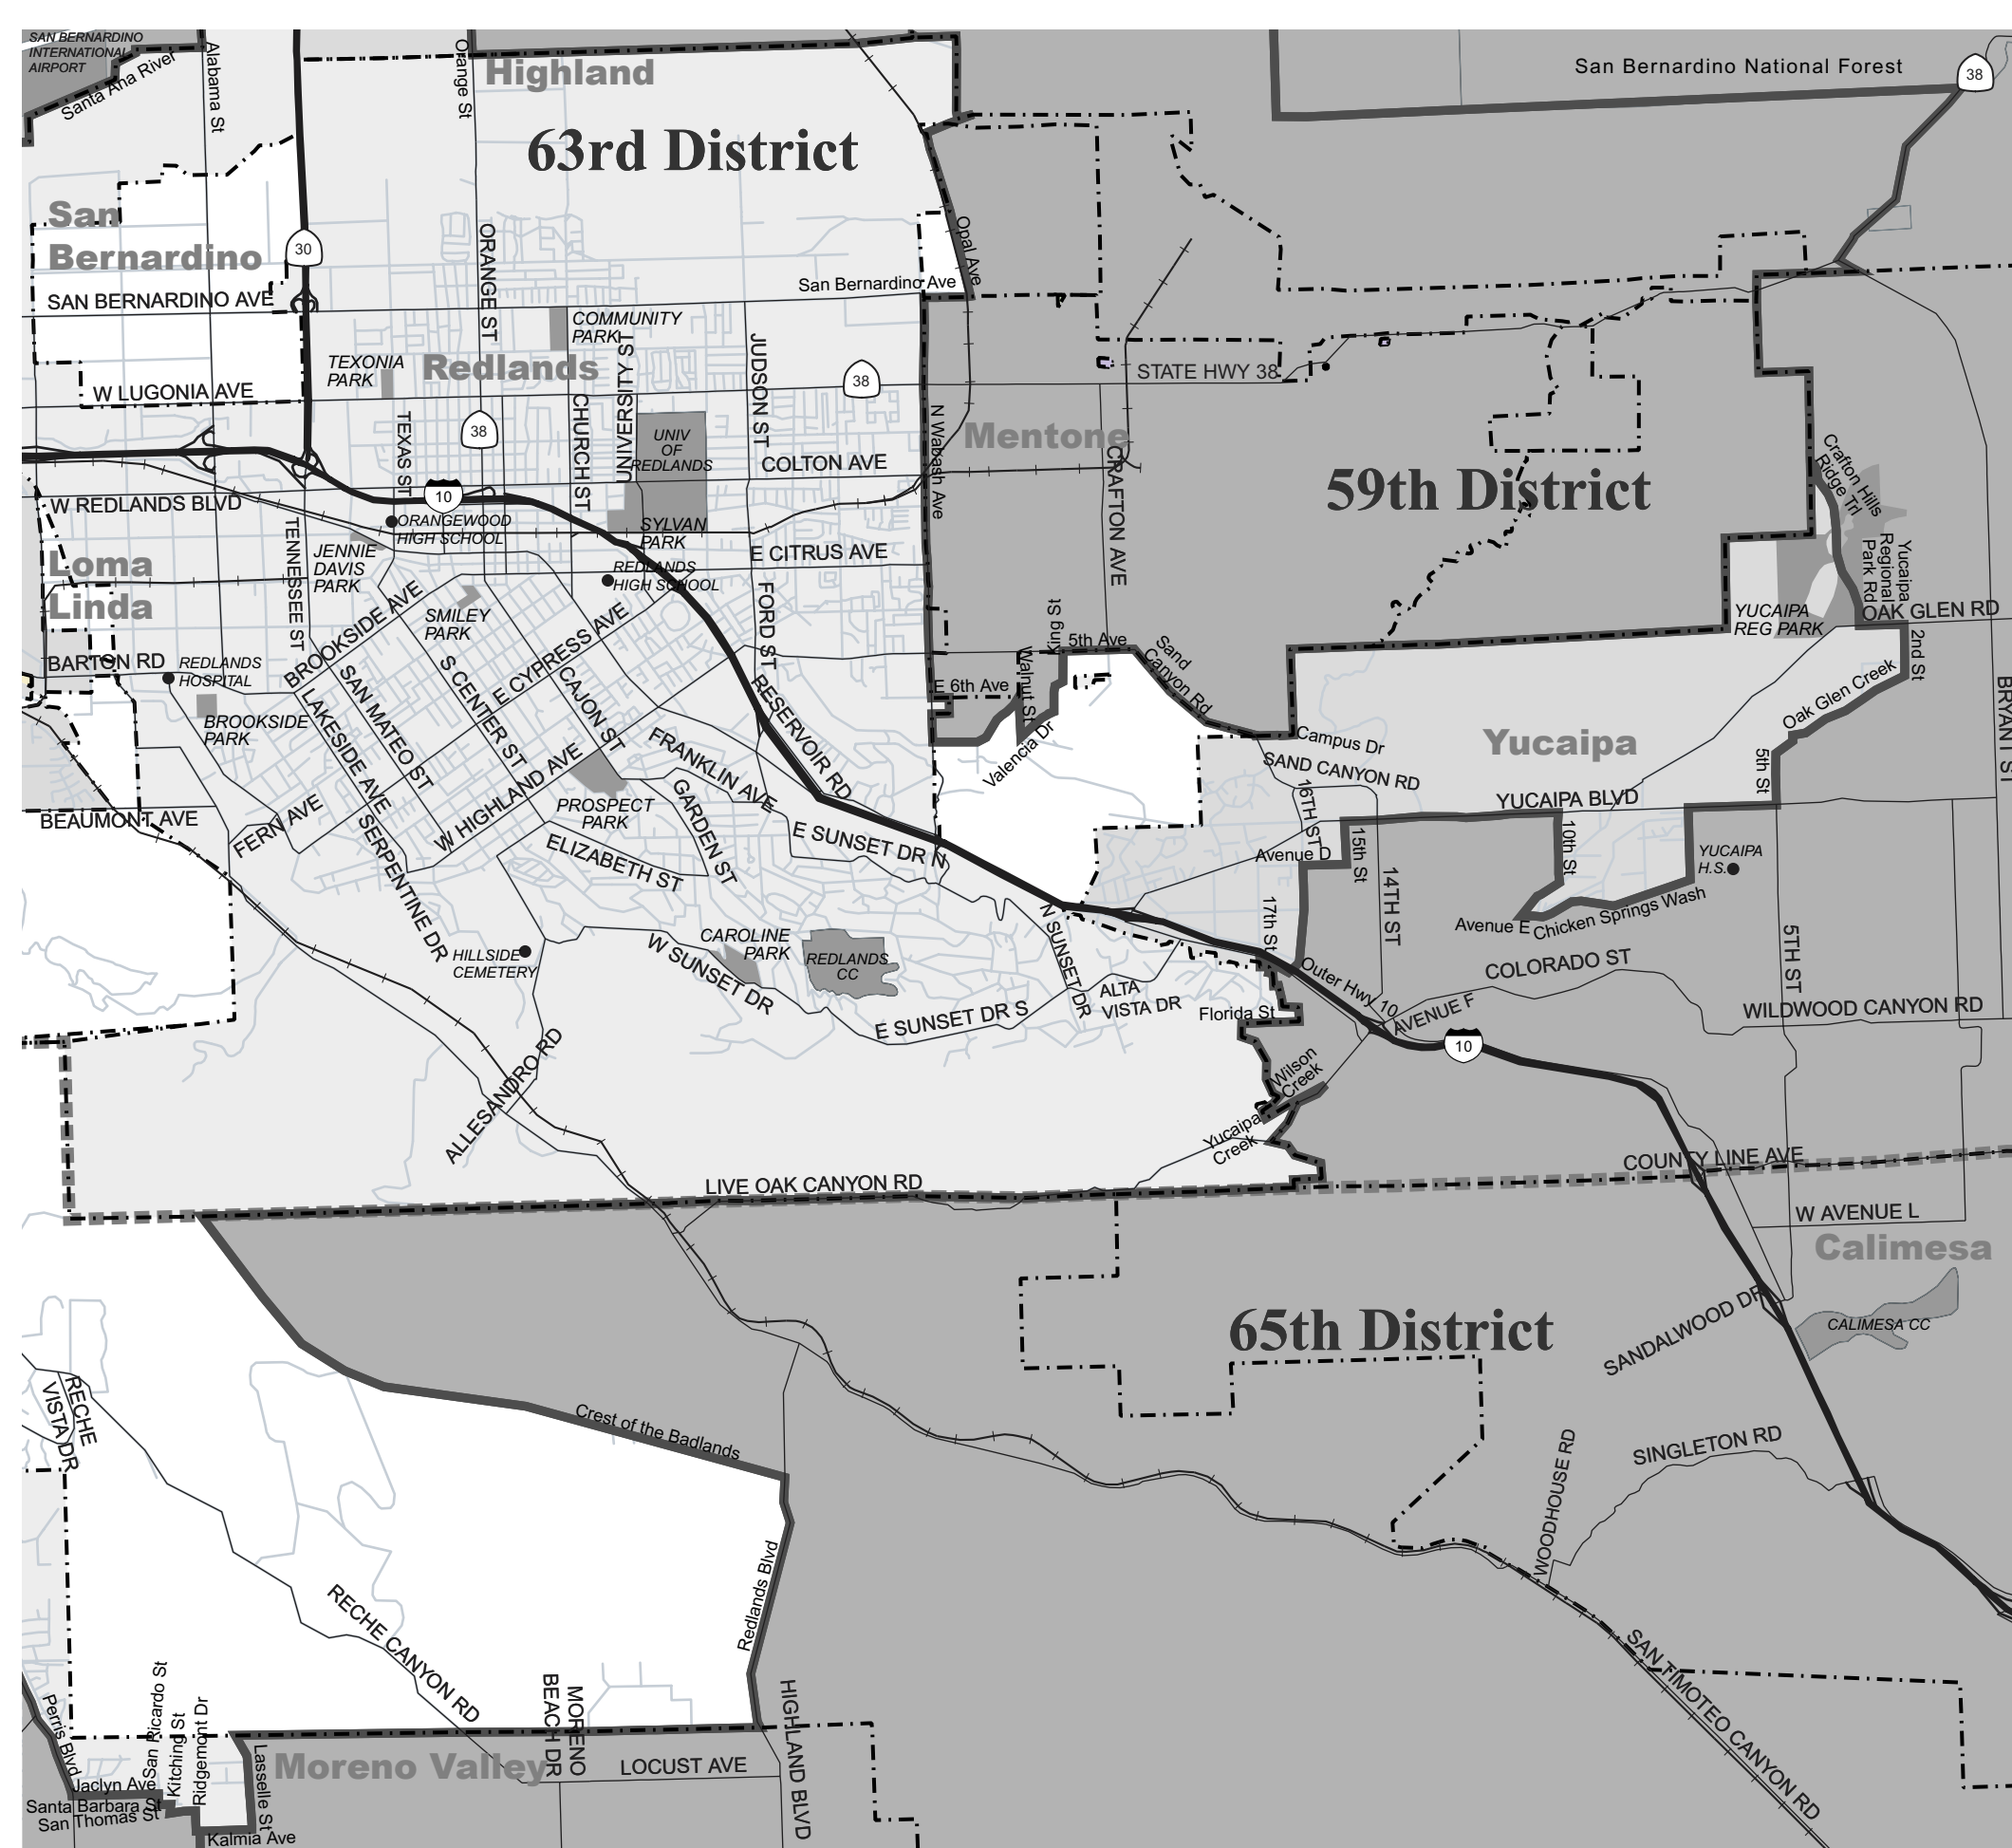 SAN BERNARDINO
INTERNATIONAL
AIRPORT
Santa Ana River
Alabama St
Orange St
Highland
63rd District
San Bernardino National Forest
38
San
Bernardino
30
ORANGE ST
Opal Ave
SAN BERNARDINO AVE
San Bernardino Ave
COMMUNITY
PARK
TEXONIA
PARK
Redlands
UNIVERSITY ST
JUDSON ST
38
STATE HWY 38
W LUGONIA AVE
TEXAS ST
38
CHURCH ST
UNIV
OF
REDLANDS
N Wabash Ave
Mentone
CRAFTON AVE
59th District
Crafton Hills
Ridge Trl
COLTON AVE
10
W REDLANDS BLVD
ORANGEWOOD
HIGH SCHOOL
SYLVAN
PARK
TENNESSEE ST
JENNIE
DAVIS
PARK
E CITRUS AVE
Loma
Linda
REDLANDS
HIGH SCHOOL
FORD ST
SMILEY
PARK
BROOKSIDE AVE
E CYPRESS AVE
King St
5th Ave
Sand
Canyon Rd
YUCAIPA
REG PARK
Yucaipa
Regional
Park Rd
OAK GLEN RD
2nd St
BARTON RD
REDLANDS
HOSPITAL
BROOKSIDE
PARK
LAKESIDE AVE
SAN MATEO ST
S CENTER ST
CAJON ST
RESERVOIR RD
E 6th Ave
Walnut St
Valencia Dr
Oak Glen Creek
BRYANT ST
Yucaipa
Campus Dr
SAND CANYON RD
5th St
FRANKLIN AVE
W HIGHLAND AVE
PROSPECT
PARK
GARDEN ST
16TH ST
YUCAIPA BLVD
BEAUMONT AVE
FERN AVE
SERPENTINE DR
ELIZABETH ST
E SUNSET DR N
Avenue D
15th St
10th St
YUCAIPA
H.S.
14TH ST
17th St
Avenue E
Chicken Springs Wash
HILLSIDE
CEMETERY
W SUNSET DR
CAROLINE
PARK
REDLANDS
CC
N SUNSET DR
ALTA
VISTA DR
E SUNSET DR S
Outer Hwy 10
AVENUE F
COLORADO ST
5TH ST
WILDWOOD CANYON RD
Florida St
10
ALLESANDRO RD
Wilson
Creek
Yucaipa
Creek
LIVE OAK CANYON RD
COUNTY LINE AVE
W AVENUE L
Calimesa
65th District
SANDALWOOD DR
CALIMESA CC
RECHE
VISTA DR
Crest of the Badlands
WOODHOUSE RD
SINGLETON RD
Redlands Blvd
RECHE CANYON RD
SAN TIMOTEO CANYON RD
Perris Blvd
San Ricardo St
Kitching St
Ridgemont Dr
Lasselle St
Moreno Valley
MORENO
BEACH DR
LOCUST AVE
HIGHLAND BLVD
Jaclyn Ave
Santa Barbara St
San Thomas St
Kalmia Ave